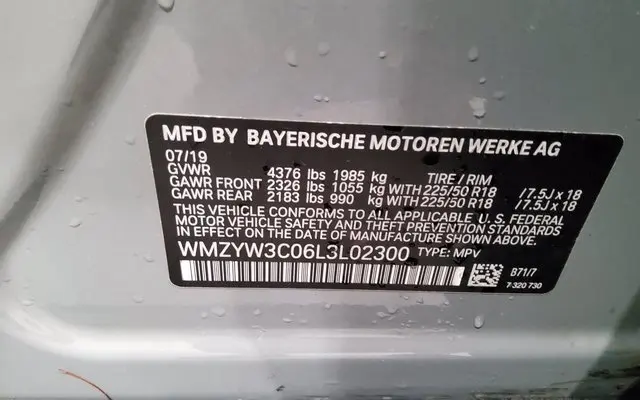 MFD BY BAYERISCHE MOTOREN WERKE AG
07/19
GVWR 4376 lbs 1985 kg TIRE / RIM
GAWR FRONT 2326 lbs 1055 kg WITH 225/50 R18 /7.5J x 18
GAWR REAR 2183 lbs 990 kg WITH 225/50 R18 /7.5J x 18
THIS VEHICLE CONFORMS TO ALL APPLICABLE U. S. FEDERAL
MOTOR VEHICLE SAFETY AND THEFT PREVENTION STANDARDS
IN EFFECT ON THE DATE OF MANUFACTURE SHOWN ABOVE.
WMZYW3C06L3L02300 TYPE: MPV
B71/7
7 320 730